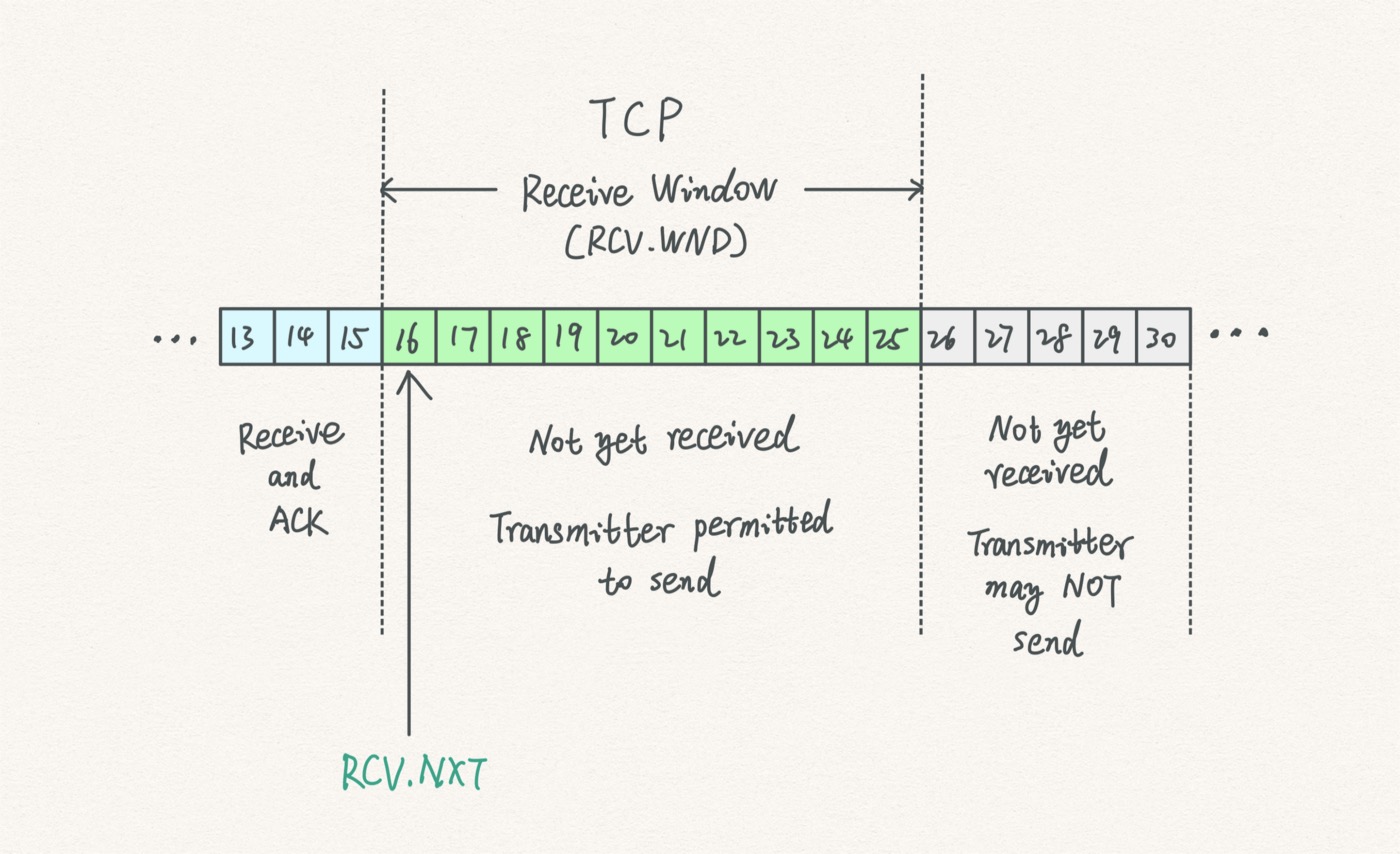 TCP
Receive Window
(RCV.WND)
... 13 14 15 16 17 18 19 20 21 22 23 24 25 26 27 28 29 30 ...
Receive
and
ACK
Not yet received
Transmitter permitted
to send
Not yet
received
Transmitter
may NOT
send
RCV.NXT